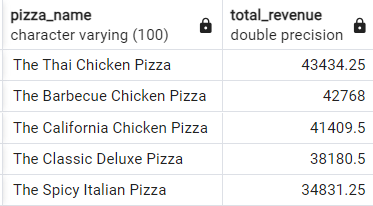 pizza_name total_revenue
character varying (100) double precision
The Thai Chicken Pizza 43434.25
The Barbecue Chicken Pizza 42768
The California Chicken Pizza 41409.5
The Classic Deluxe Pizza 38180.5
The Spicy Italian Pizza 34831.25